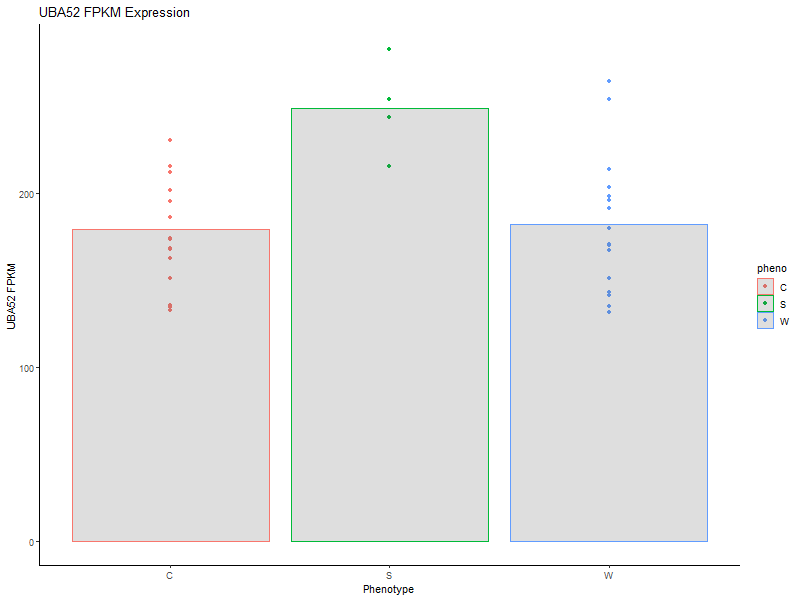 UBA52 FPKM Expression
UBA52 FPKM
200
100
0
C
S
W
Phenotype
pheno
C
S
W